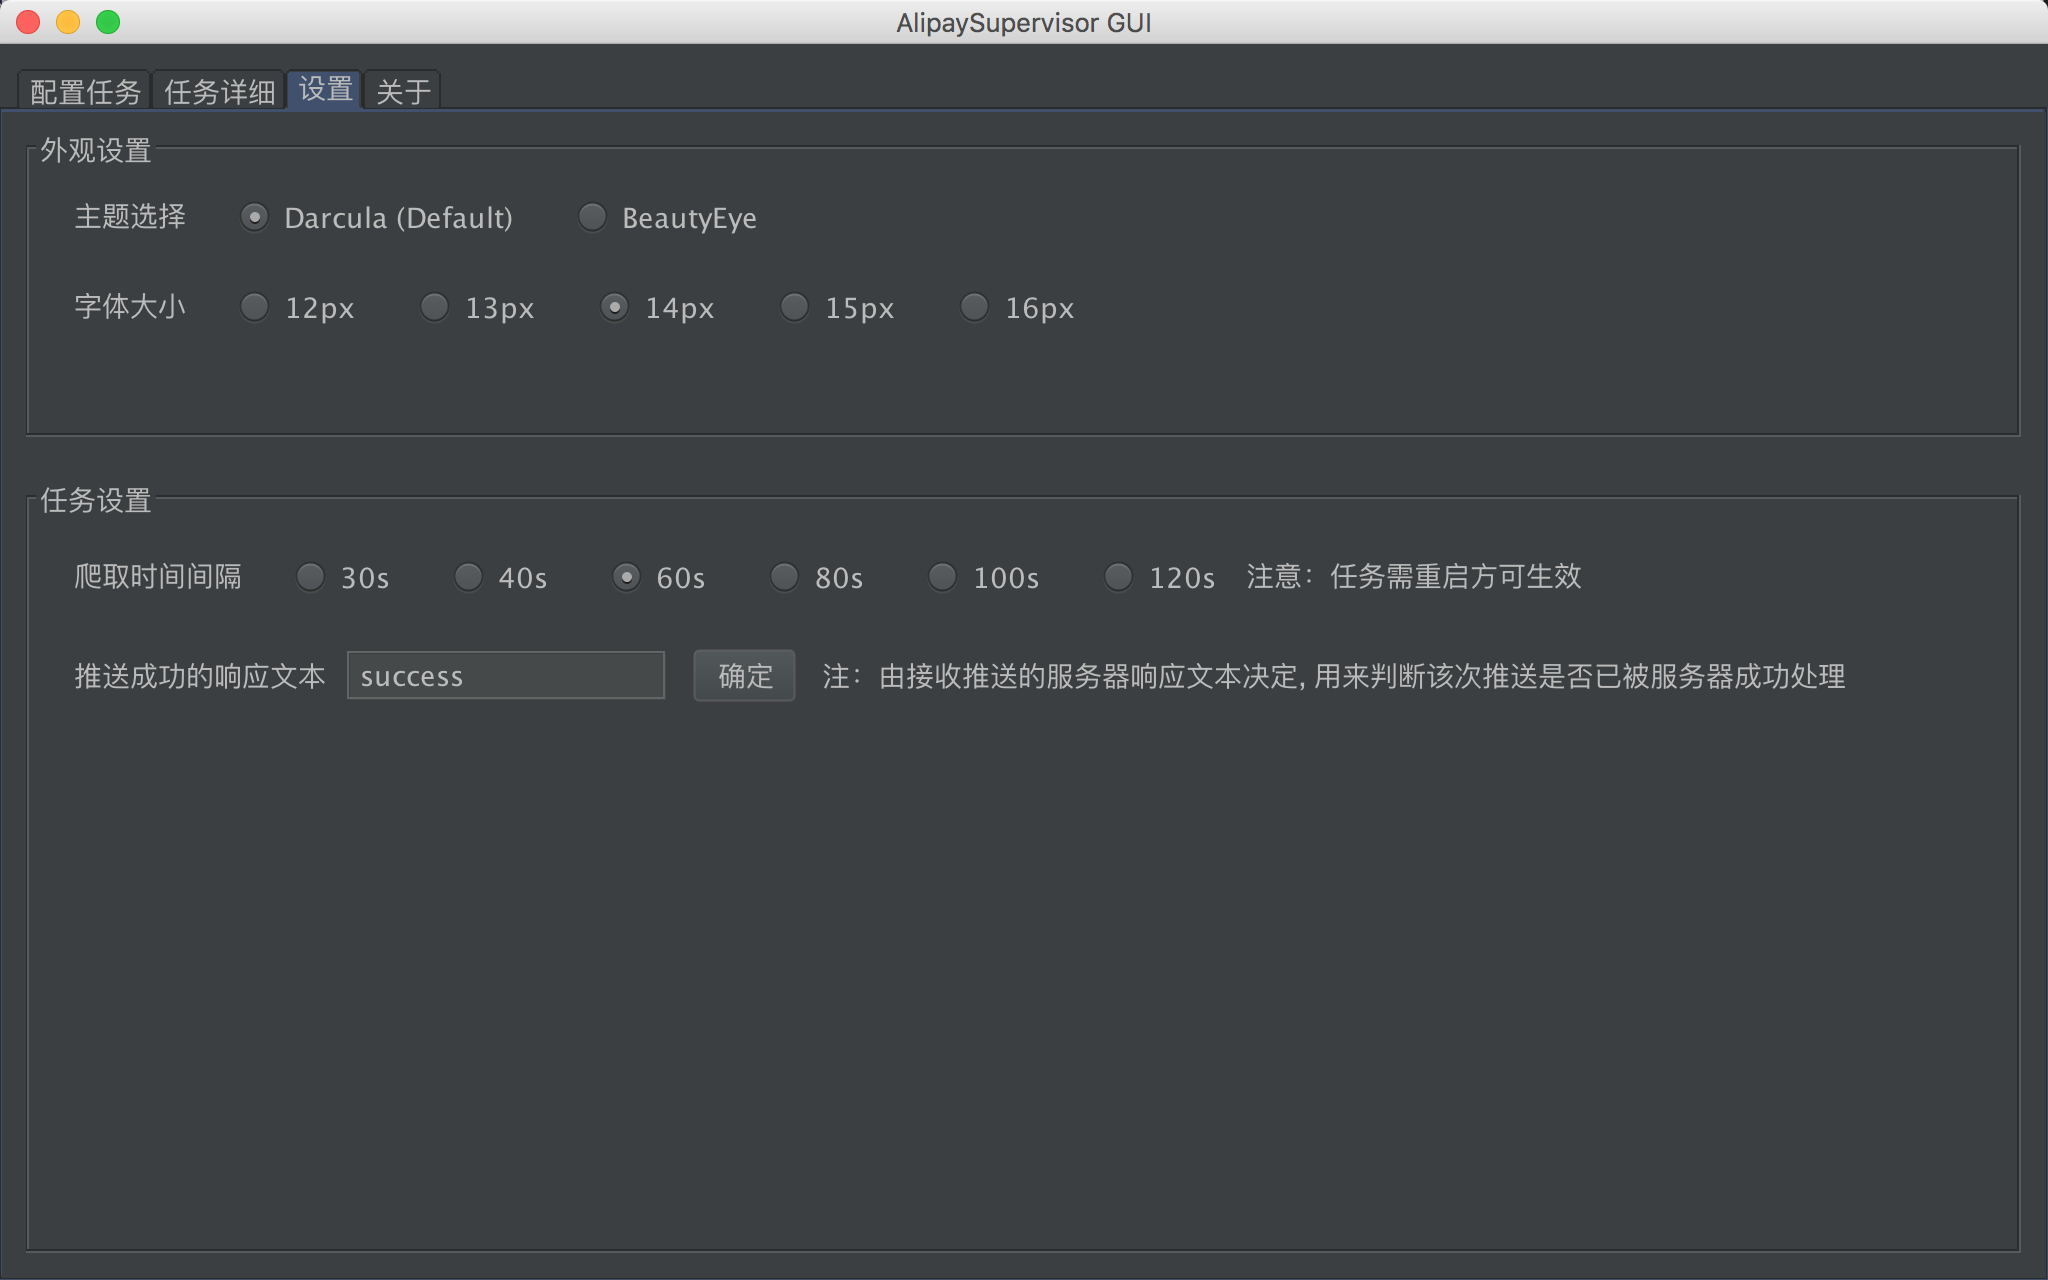 AlipaySupervisor GUI
配置任务 任务详细 设置 关于
外观设置
主题选择 Darcula (Default) BeautyEye
字体大小 12px 13px 14px 15px 16px
任务设置
爬取时间间隔 30s 40s 60s 80s 100s 120s 注意：任务需重启方可生效
推送成功的响应文本 success 确定 注：由接收推送的服务器响应文本决定, 用来判断该次推送是否已被服务器成功处理